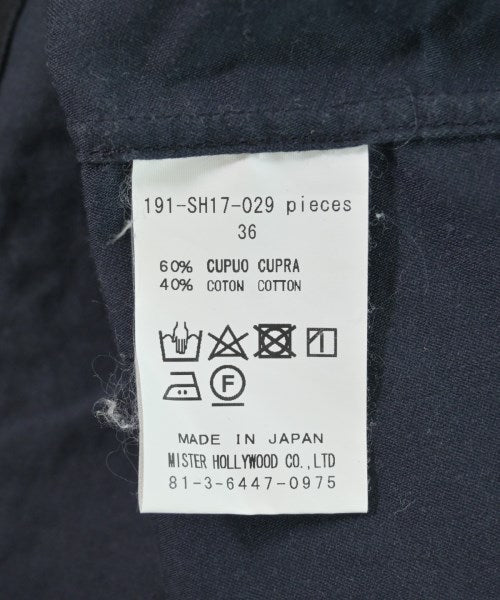 191-SH17-029 pieces
36
60% CUPUO CUPRA
40% COTON COTTON
F
MADE IN JAPAN
MISTER HOLLYWOOD CO.,LTD
81-3-6447-0975